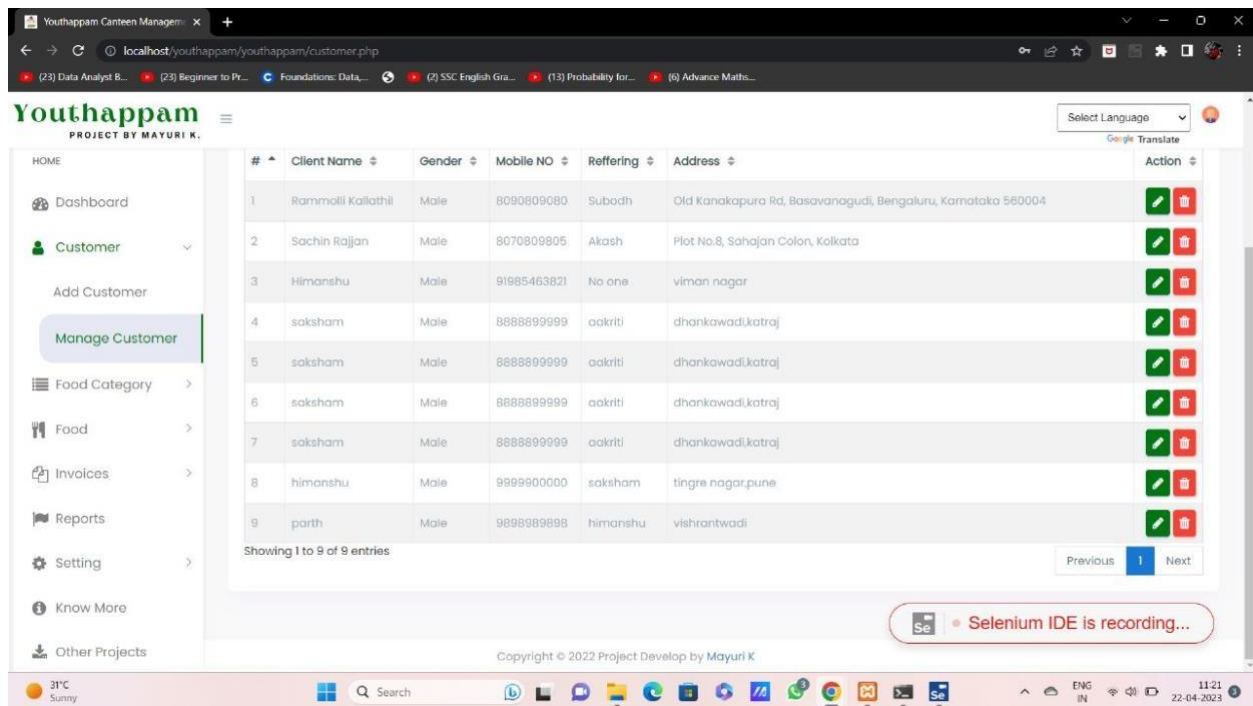 Youthappam Canteen Managem
localhost/youthappam/youthappam/customer.php
(23) Data Analyst B... (23) Beginner to Pr... Foundations: Data,... (2) SSC English Gra... (13) Probability for... (6) Advance Maths...
Youthappam
PROJECT BY MAYURI K.
Select Language
Google Translate
HOME
Dashboard
Customer
Add Customer
Manage Customer
Food Category
Food
Invoices
Reports
Setting
Know More
Other Projects
# Client Name Gender Mobile NO Reffering Address Action
1 Rammolli Kallathil Male 8090809080 Subodh Old Kanakapura Rd, Basavanagudi, Bengaluru, Karnataka 560004
2 Sachin Rajjan Male 8070809805 Akash Plot No.8, Sahajan Colon, Kolkata
3 Himanshu Male 91985463821 No one viman nagar
4 saksham Male 8888899999 aakriti dhankawadi,katraj
5 saksham Male 8888899999 aakriti dhankawadi,katraj
6 saksham Male 8888899999 aakriti dhankawadi,katraj
7 saksham Male 8888899999 aakriti dhankawadi,katraj
8 himanshu Male 9999900000 saksham tingre nagar,pune
9 parth Male 9898989898 himanshu vishrantwadi
Showing 1 to 9 of 9 entries
Previous 1 Next
Se Selenium IDE is recording...
Copyright © 2022 Project Develop by Mayuri K
31°C
Sunny
Search
Se
3
ENG
IN
11:21
22-04-2023
3